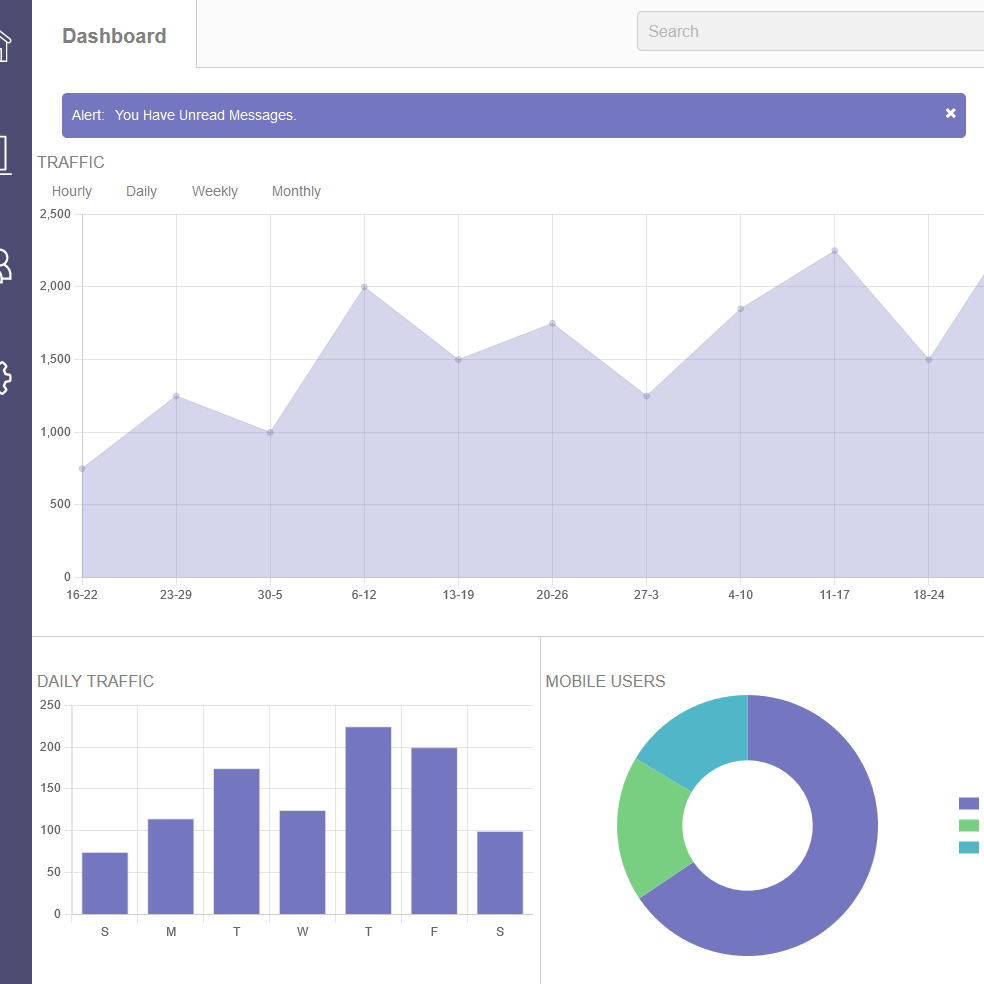 Dashboard
Search
Alert: You Have Unread Messages.
TRAFFIC
Hourly Daily Weekly Monthly
2,500
2,000
1,500
1,000
500
0
16-22 23-29 30-5 6-12 13-19 20-26 27-3 4-10 11-17 18-24
DAILY TRAFFIC
250
200
150
100
50
0
S M T W T F S
MOBILE USERS